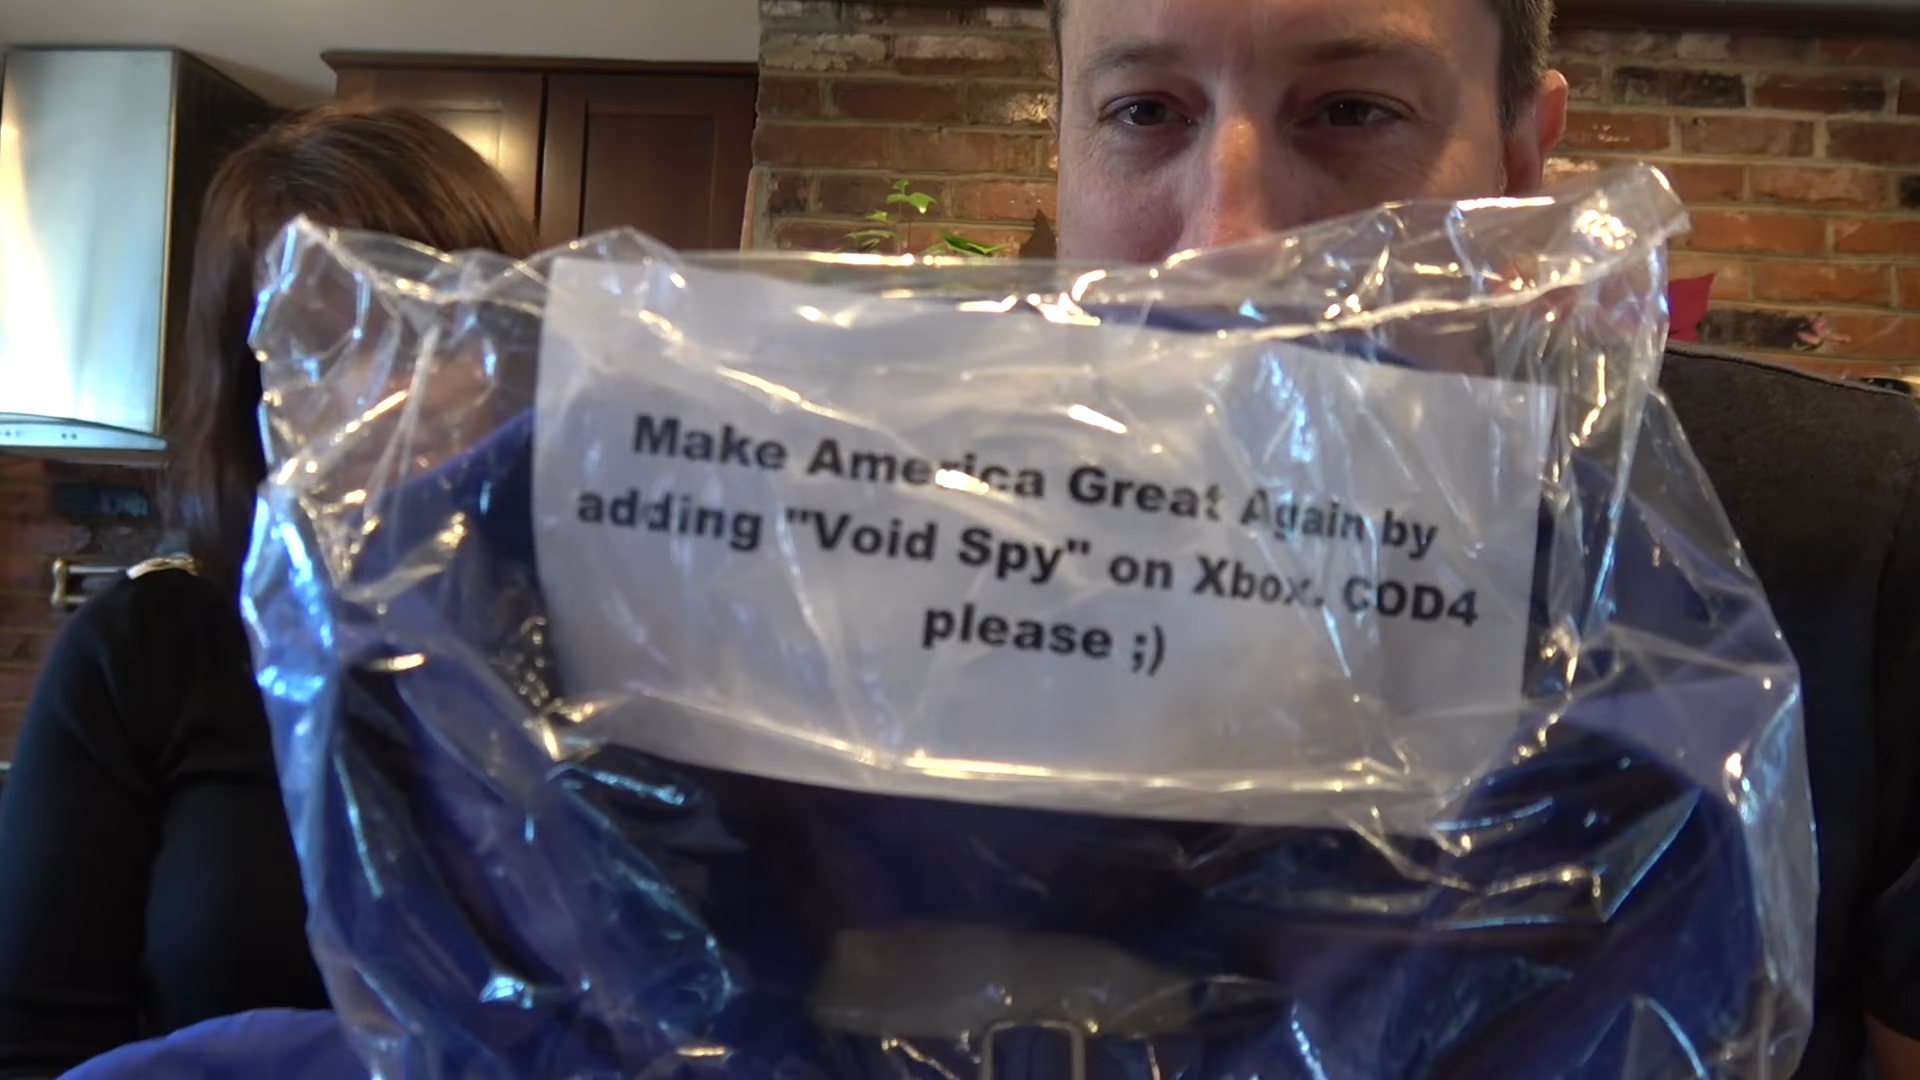 Make America Great Again by
adding "Void Spy" on Xbox. COD4
please ;)